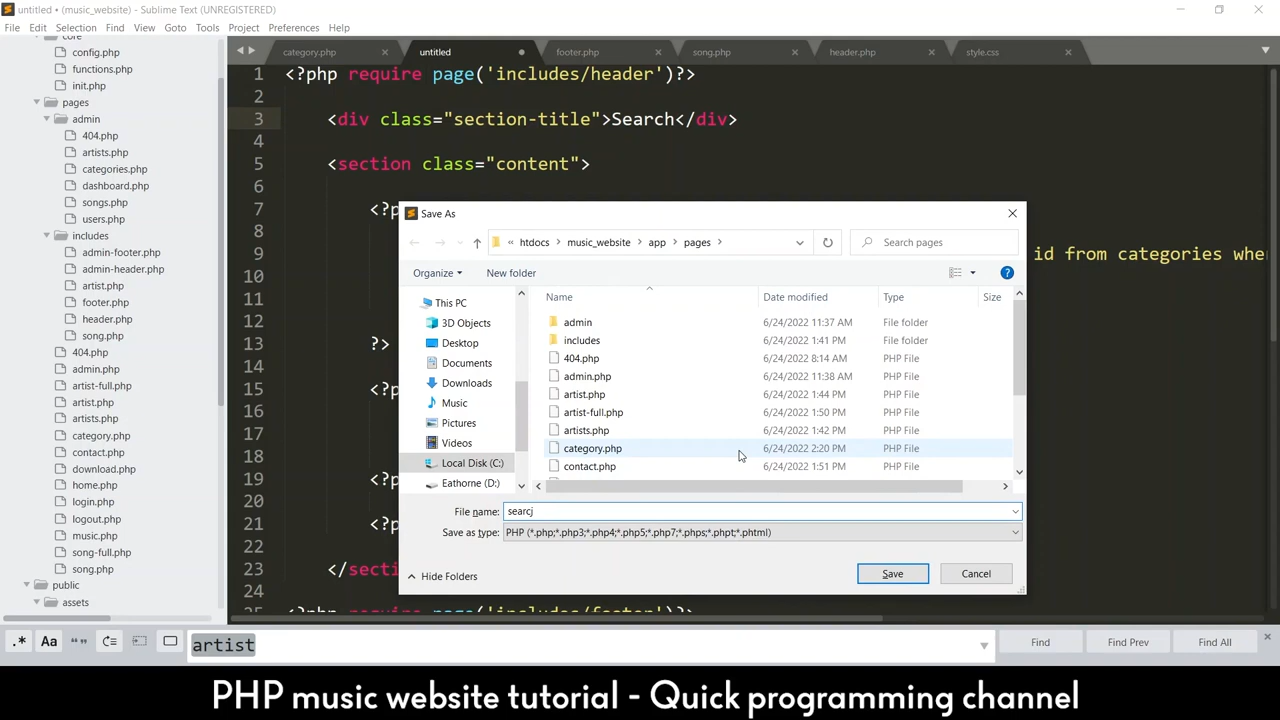 untitled • (music_website) - Sublime Text (UNREGISTERED)
File Edit Selection Find View Goto Tools Project Preferences Help
core
config.php
functions.php
init.php
pages
admin
404.php
artists.php
categories.php
dashboard.php
songs.php
users.php
includes
admin-footer.php
admin-header.php
artist.php
footer.php
header.php
song.php
404.php
admin.php
artist-full.php
artist.php
artists.php
category.php
contact.php
download.php
home.php
login.php
logout.php
music.php
song-full.php
song.php
public
assets
category.php untitled footer.php song.php header.php style.css
1 <?php require page('includes/header')?>
2
3 <div class="section-title">Search</div>
4
5 <section class="content">
6
7 <?p
8
9 id from categories whe
10
11
12
13 ?>
14
15 <?p
16
17
18
19 <?p
20
21 <?p
22
23 </secti
24
25 <?php require page('includes/footer')?>
Save As
« htdocs > music_website > app > pages >
Search pages
Organize New folder
This PC
3D Objects
Desktop
Documents
Downloads
Music
Pictures
Videos
Local Disk (C:)
Eathorne (D:)
Name Date modified Type Size
admin 6/24/2022 11:37 AM File folder
includes 6/24/2022 1:41 PM File folder
404.php 6/24/2022 8:14 AM PHP File
admin.php 6/24/2022 11:38 AM PHP File
artist.php 6/24/2022 1:44 PM PHP File
artist-full.php 6/24/2022 1:50 PM PHP File
artists.php 6/24/2022 1:42 PM PHP File
category.php 6/24/2022 2:20 PM PHP File
contact.php 6/24/2022 1:51 PM PHP File
File name: searcj
Save as type: PHP (*.php;*.php3;*.php4;*.php5;*.php7;*.phps;*.phpt;*.phtml)
Hide Folders
Save Cancel
.* Aa “” artist Find Find Prev Find All
PHP music website tutorial - Quick programming channel